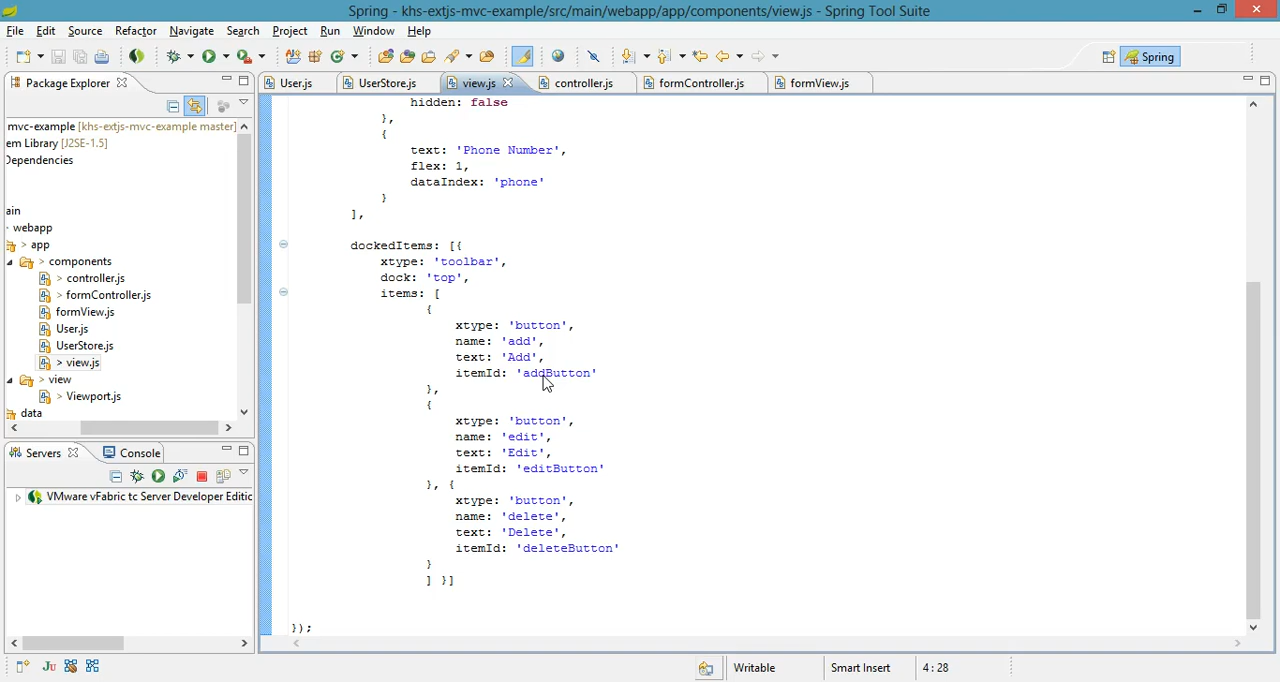 Spring - khs-extjs-mvc-example/src/main/webapp/app/components/view.js - Spring Tool Suite
File Edit Source Refactor Navigate Search Project Run Window Help
Spring
Package Explorer
User.js UserStore.js view.js controller.js formController.js formView.js
mvc-example [khs-extjs-mvc-example master]
em Library [J2SE-1.5]
Dependencies
ain
webapp
> app
> components
> controller.js
> formController.js
formView.js
User.js
UserStore.js
> view.js
> view
> Viewport.js
data
Servers Console
VMware vFabric tc Server Developer Editic
hidden: false
},
{
text: 'Phone Number',
flex: 1,
dataIndex: 'phone'
}
],
dockedItems: [{
xtype: 'toolbar',
dock: 'top',
items: [
{
xtype: 'button',
name: 'add',
text: 'Add',
itemId: 'addButton'
},
{
xtype: 'button',
name: 'edit',
text: 'Edit',
itemId: 'editButton'
}, {
xtype: 'button',
name: 'delete',
text: 'Delete',
itemId: 'deleteButton'
}
] }]
});
Writable Smart Insert 4 : 28